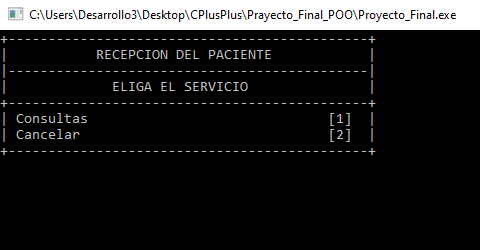 C:\Users\Desarrollo3\Desktop\CPlusPlus\Prayecto_Final_POO\Proyecto_Final.exe
RECEPCION DEL PACIENTE
ELIGA EL SERVICIO
Consultas [1]
Cancelar [2]